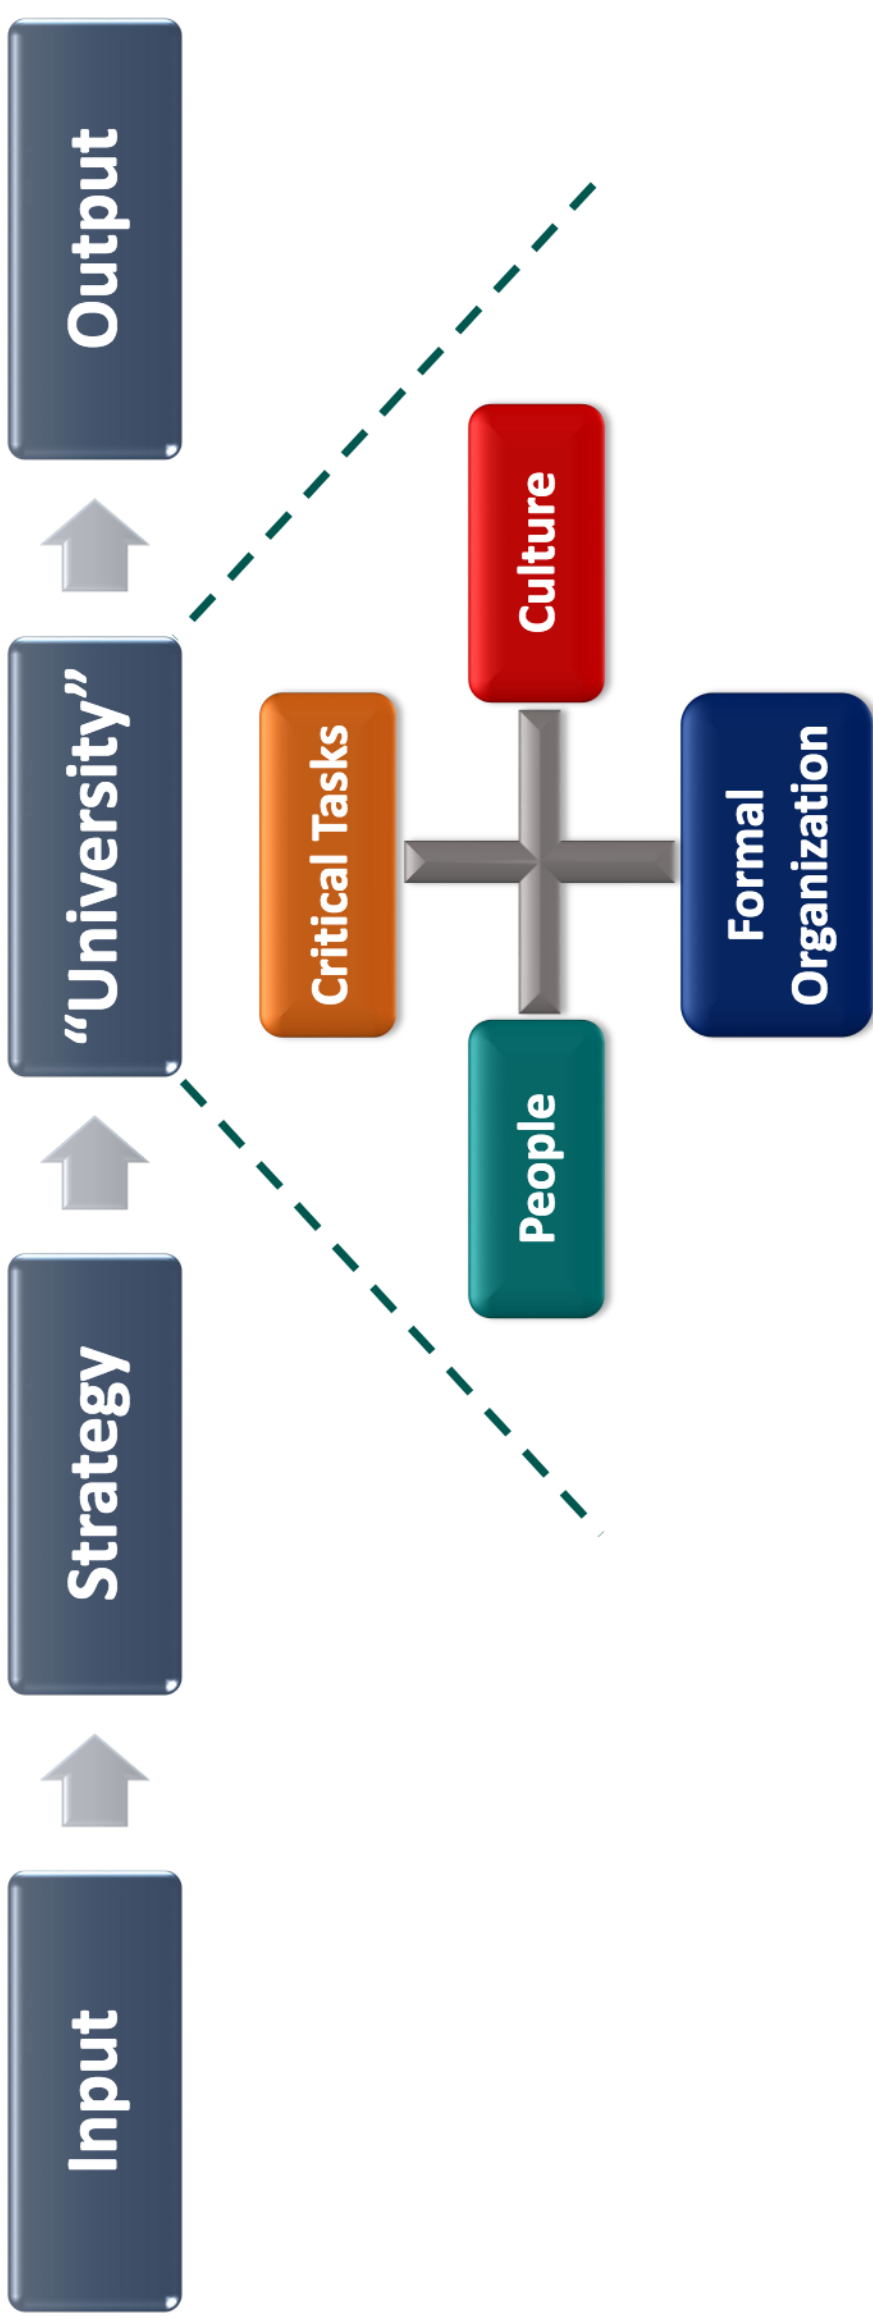 Input
Strategy
“University”
Output
Critical Tasks
People
Culture
Formal
Organization